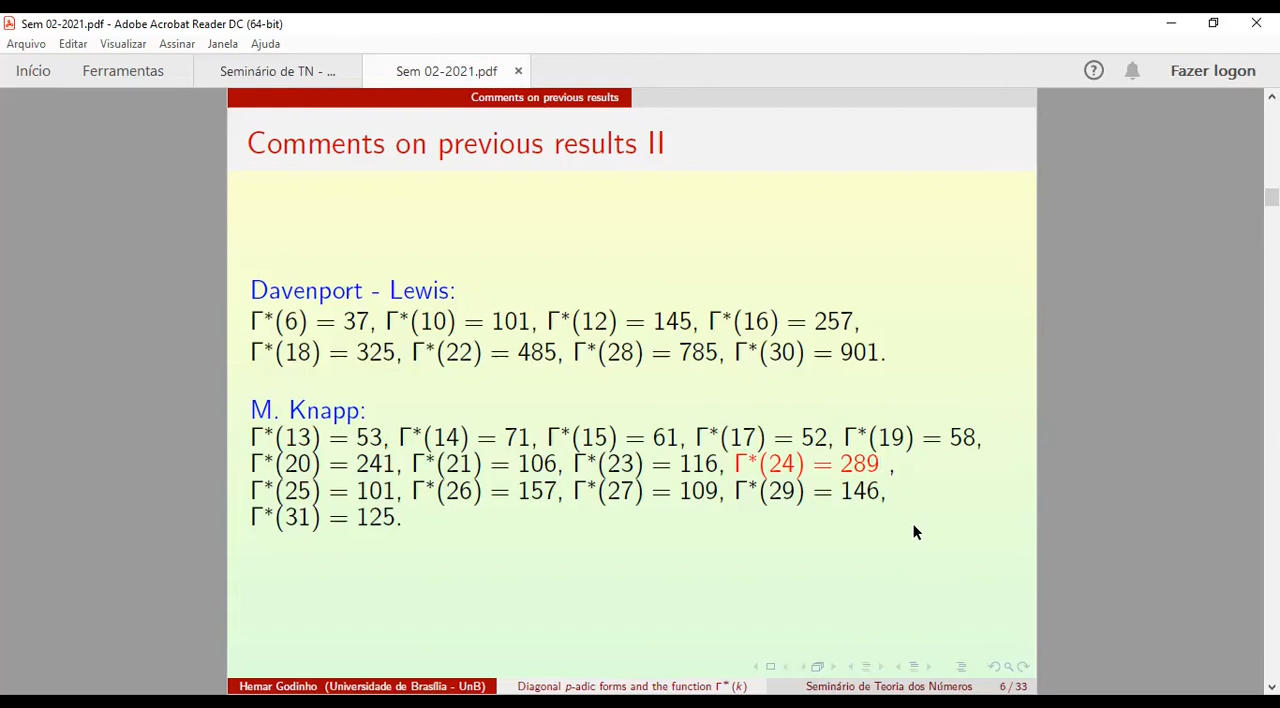 Sem 02-2021.pdf - Adobe Acrobat Reader DC (64-bit)
Arquivo Editar Visualizar Assinar Janela Ajuda
Início Ferramentas Seminário de TN - ... Sem 02-2021.pdf × ? Fazer logon
Comments on previous results
Comments on previous results II
Davenport - Lewis:
Γ*(6) = 37, Γ*(10) = 101, Γ*(12) = 145, Γ*(16) = 257,
Γ*(18) = 325, Γ*(22) = 485, Γ*(28) = 785, Γ*(30) = 901.
M. Knapp:
Γ*(13) = 53, Γ*(14) = 71, Γ*(15) = 61, Γ*(17) = 52, Γ*(19) = 58,
Γ*(20) = 241, Γ*(21) = 106, Γ*(23) = 116, Γ*(24) = 289 ,
Γ*(25) = 101, Γ*(26) = 157, Γ*(27) = 109, Γ*(29) = 146,
Γ*(31) = 125.
Hemar Godinho (Universidade de Brasília - UnB) Diagonal p-adic forms and the function Γ*(k) Seminário de Teoria dos Números 6 / 33